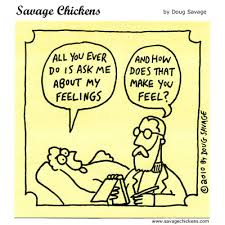 Savage Chickens
by Doug Savage
ALL YOU EVER
DO IS ASK ME
ABOUT MY
FEELINGS
AND HOW
DOES THAT
MAKE YOU
FEEL?
© 2010 BY DOUG SAVAGE
www.savagechickens.com